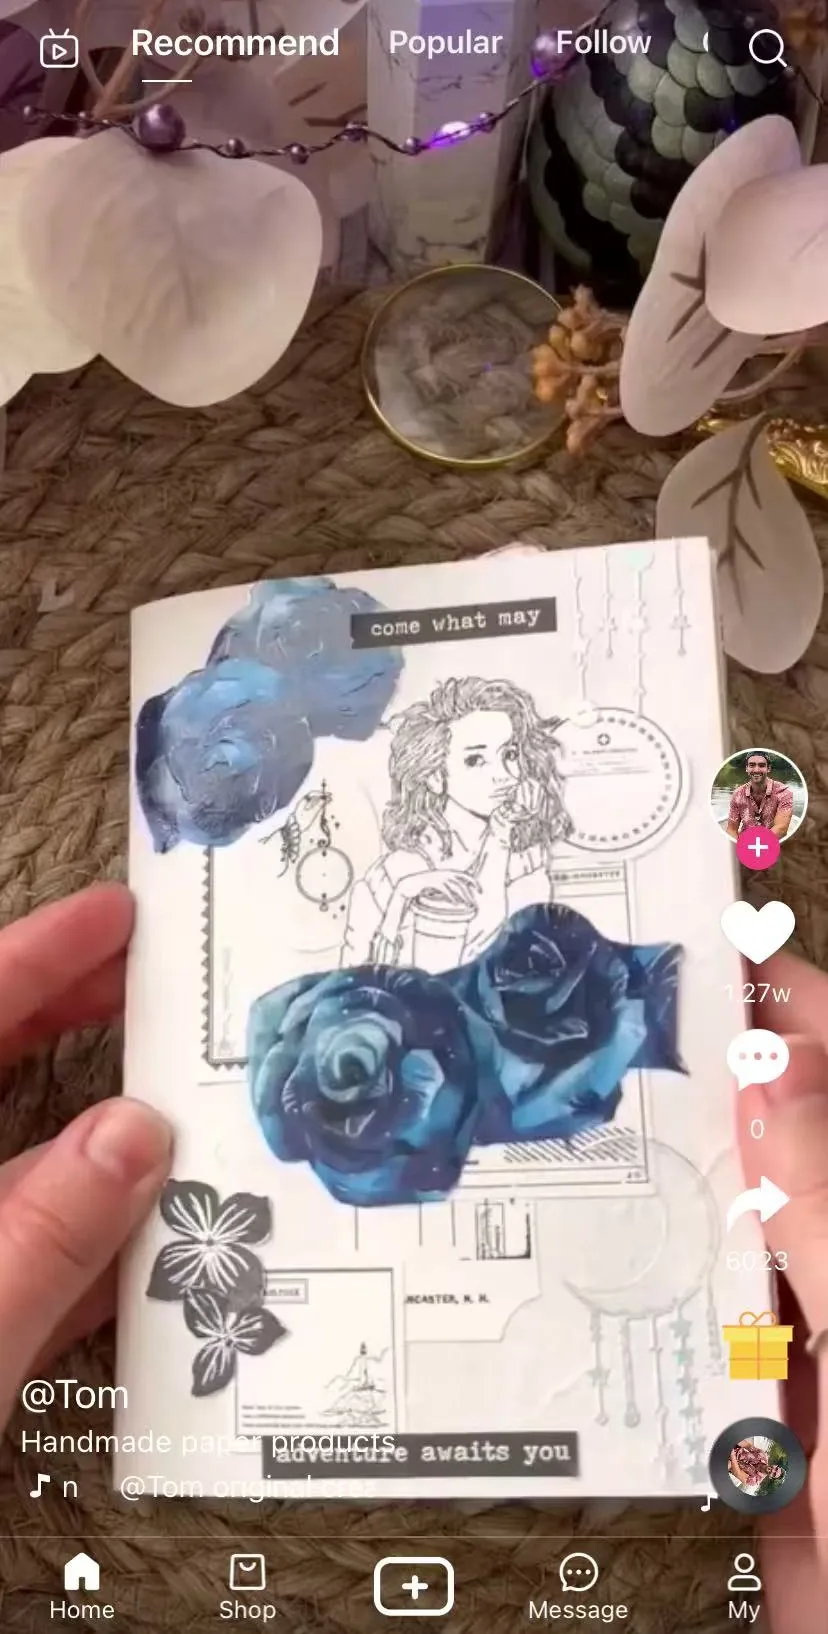 Recommend Popular Follow
come what may
1.27w
0
6023
NCASTER, N. H.
@Tom
Handmade paper products
adventure awaits you
n @Tom original
Home Shop Message My